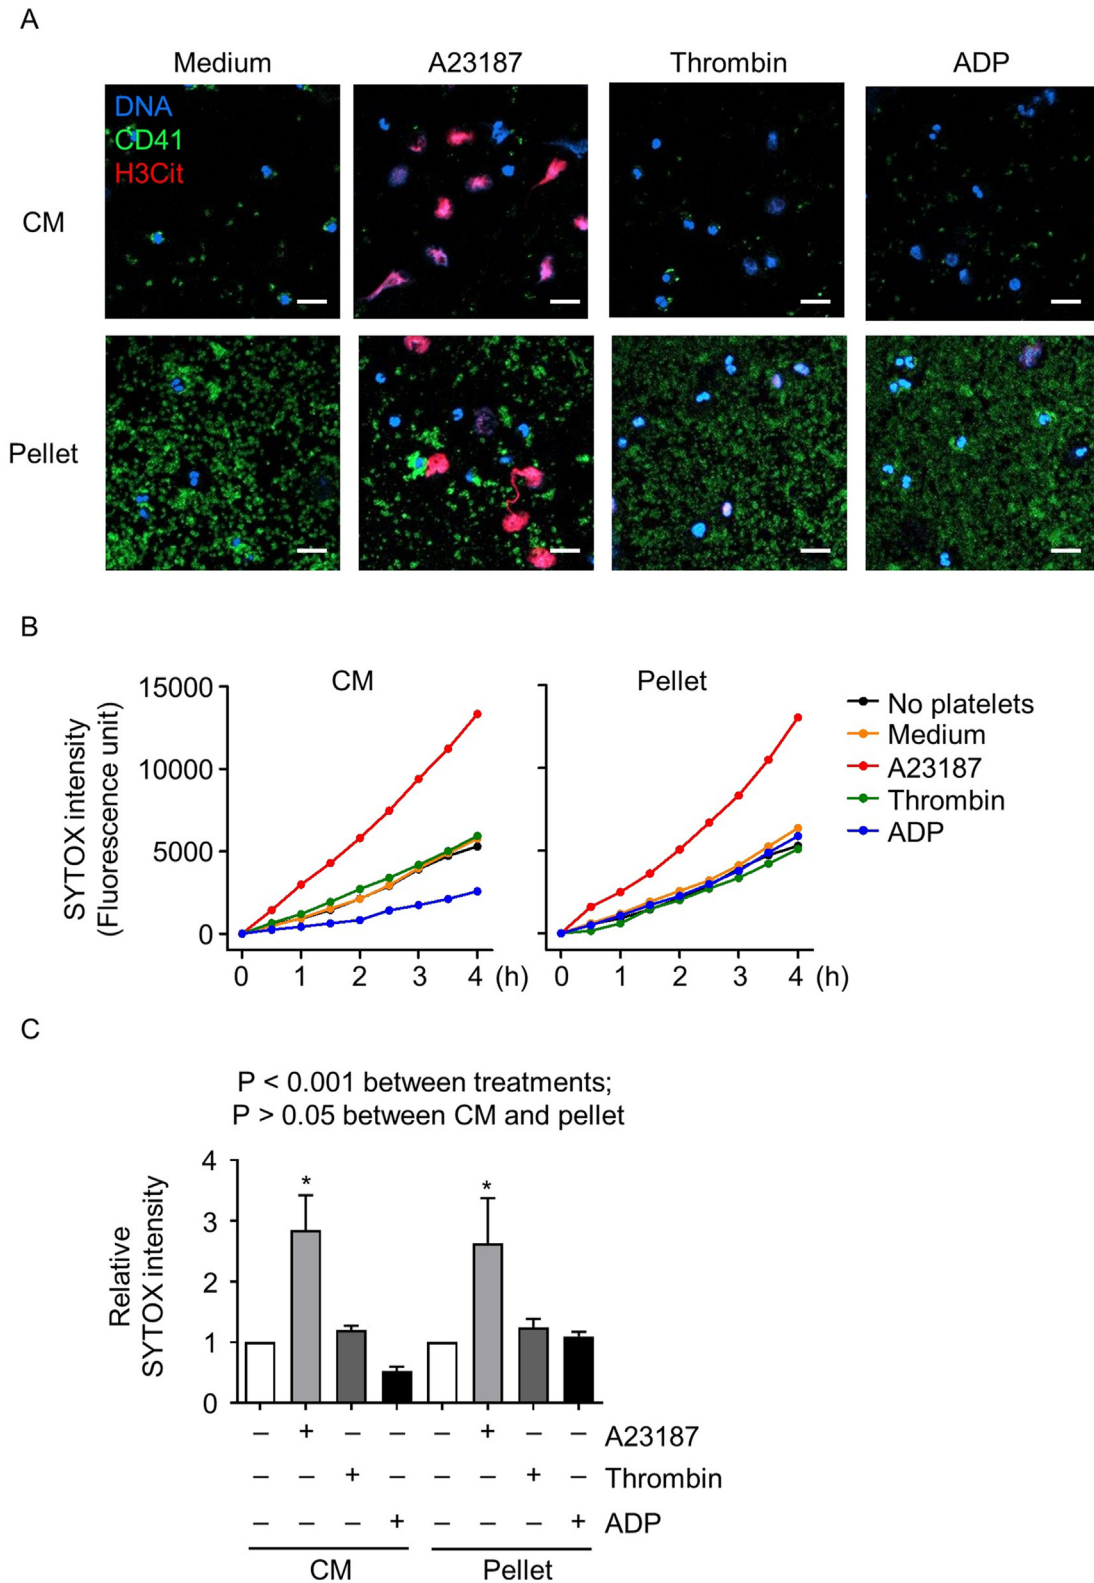 A
Medium A23187 Thrombin ADP
DNA
CD41
H3Cit
CM
Pellet
B
CM Pellet
SYTOX intensity
(Fluorescence unit)
15000
10000
5000
0
0 1 2 3 4 (h)
0 1 2 3 4 (h)
No platelets
Medium
A23187
Thrombin
ADP
C
P < 0.001 between treatments;
P > 0.05 between CM and pellet
Relative
SYTOX intensity
4
3
2
1
0
* *
– + – – – + – – A23187
– – + – – – + – Thrombin
– – – + – – – + ADP
CM Pellet